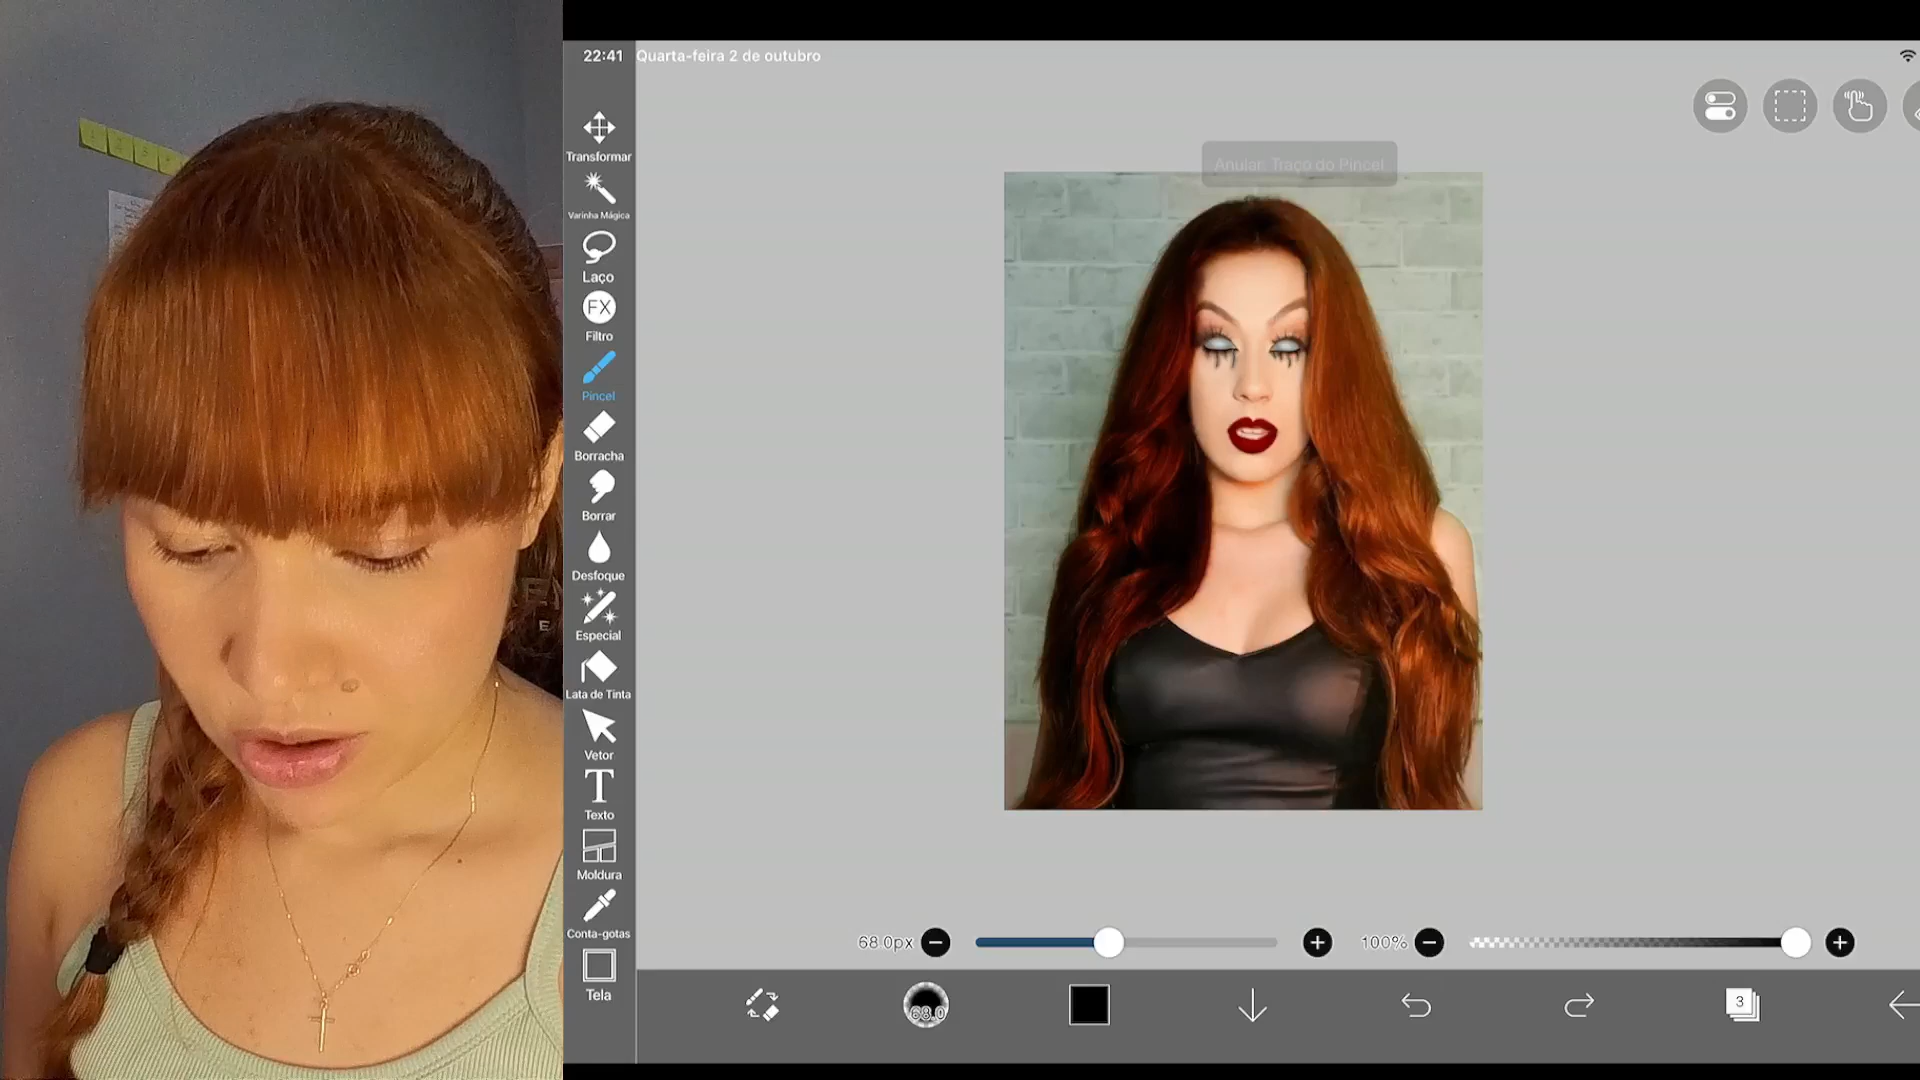 22:41 Quarta-feira 2 de outubro
Anular: Traço do Pincel
Transformar
Varinha Mágica
Laço
FX
Filtro
Pincel
Borracha
Borrar
Desfoque
Especial
Lata de Tinta
Vetor
T
Texto
Moldura
Conta-gotas
Tela
68.0px
100%
68.0
3